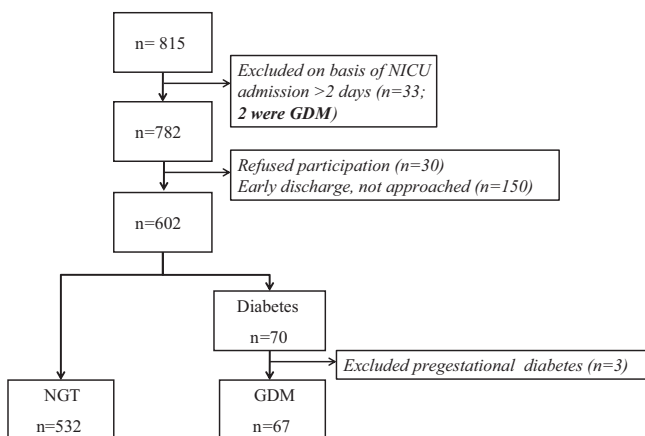 n= 815
Excluded on basis of NICU
admission >2 days (n=33;
2 were GDM)
n=782
Refused participation (n=30)
Early discharge, not approached (n=150)
n=602
Diabetes
n=70
Excluded pregestational diabetes (n=3)
NGT
n=532
GDM
n=67